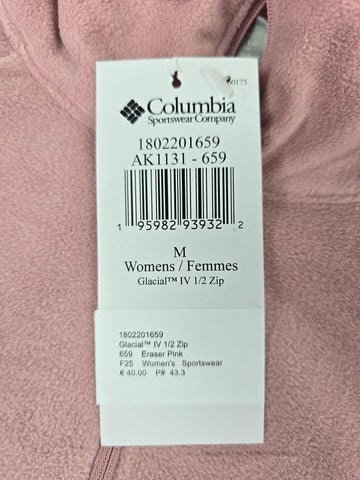 60175
Columbia
Sportswear Company
1802201659
AK1131 - 659
1 95982 93932 2
M
Womens / Femmes
Glacial™ IV 1/2 Zip
1802201659
Glacial™ IV 1/2 Zip
659 Eraser Pink
F25 Women's Sportswear
€ 40.00 P# 43.3